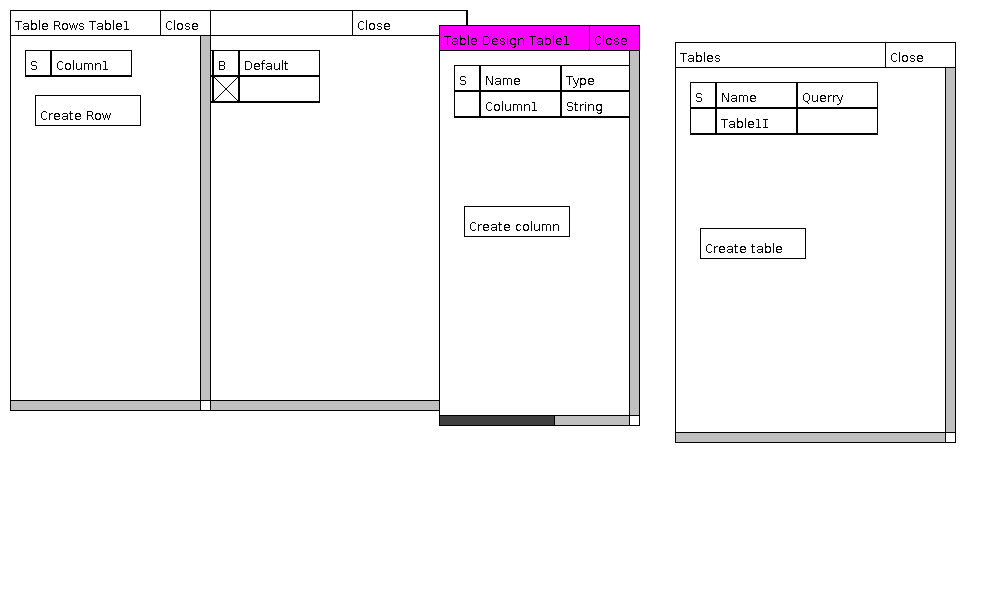 Table Rows Table1 Close
S Column1
Create Row
Close
B Default
Table Design Table1 Close
S Name Type
Column1 String
Create column
Tables Close
S Name Querry
Table1I
Create table